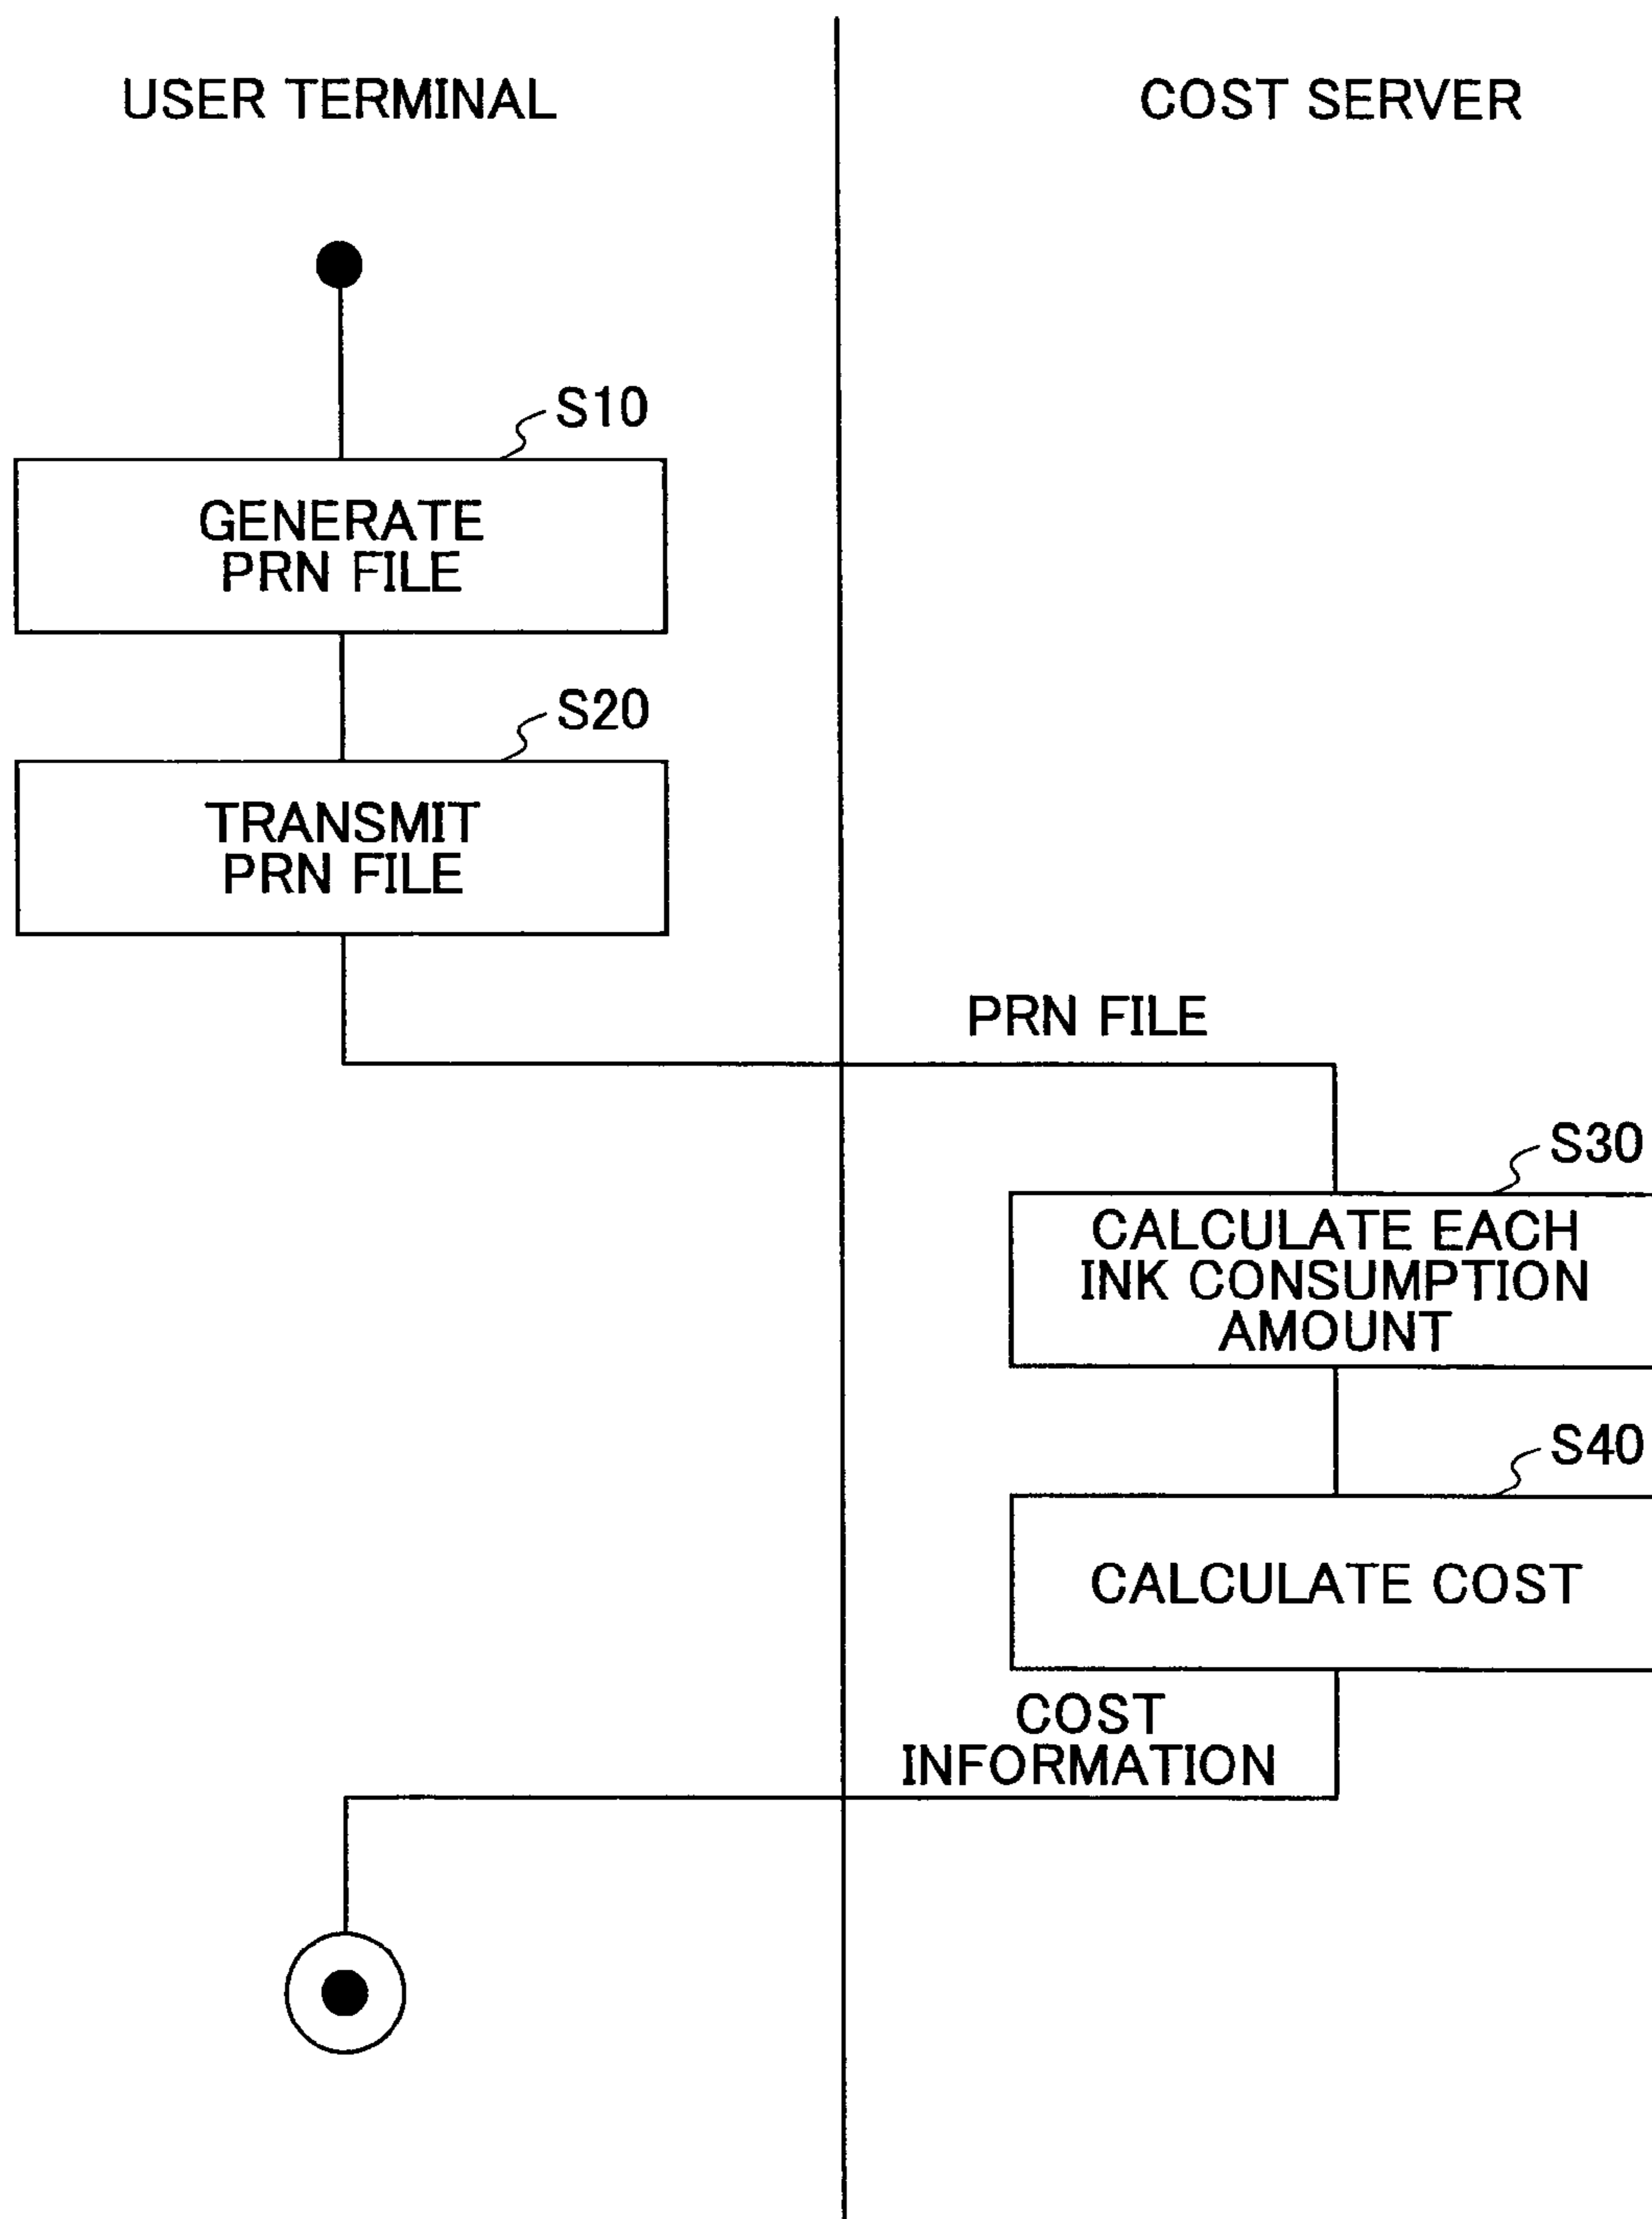 USER TERMINAL
COST SERVER
S10
GENERATE
PRN FILE
S20
TRANSMIT
PRN FILE
PRN FILE
S30
CALCULATE EACH
INK CONSUMPTION
AMOUNT
S40
CALCULATE COST
COST
INFORMATION